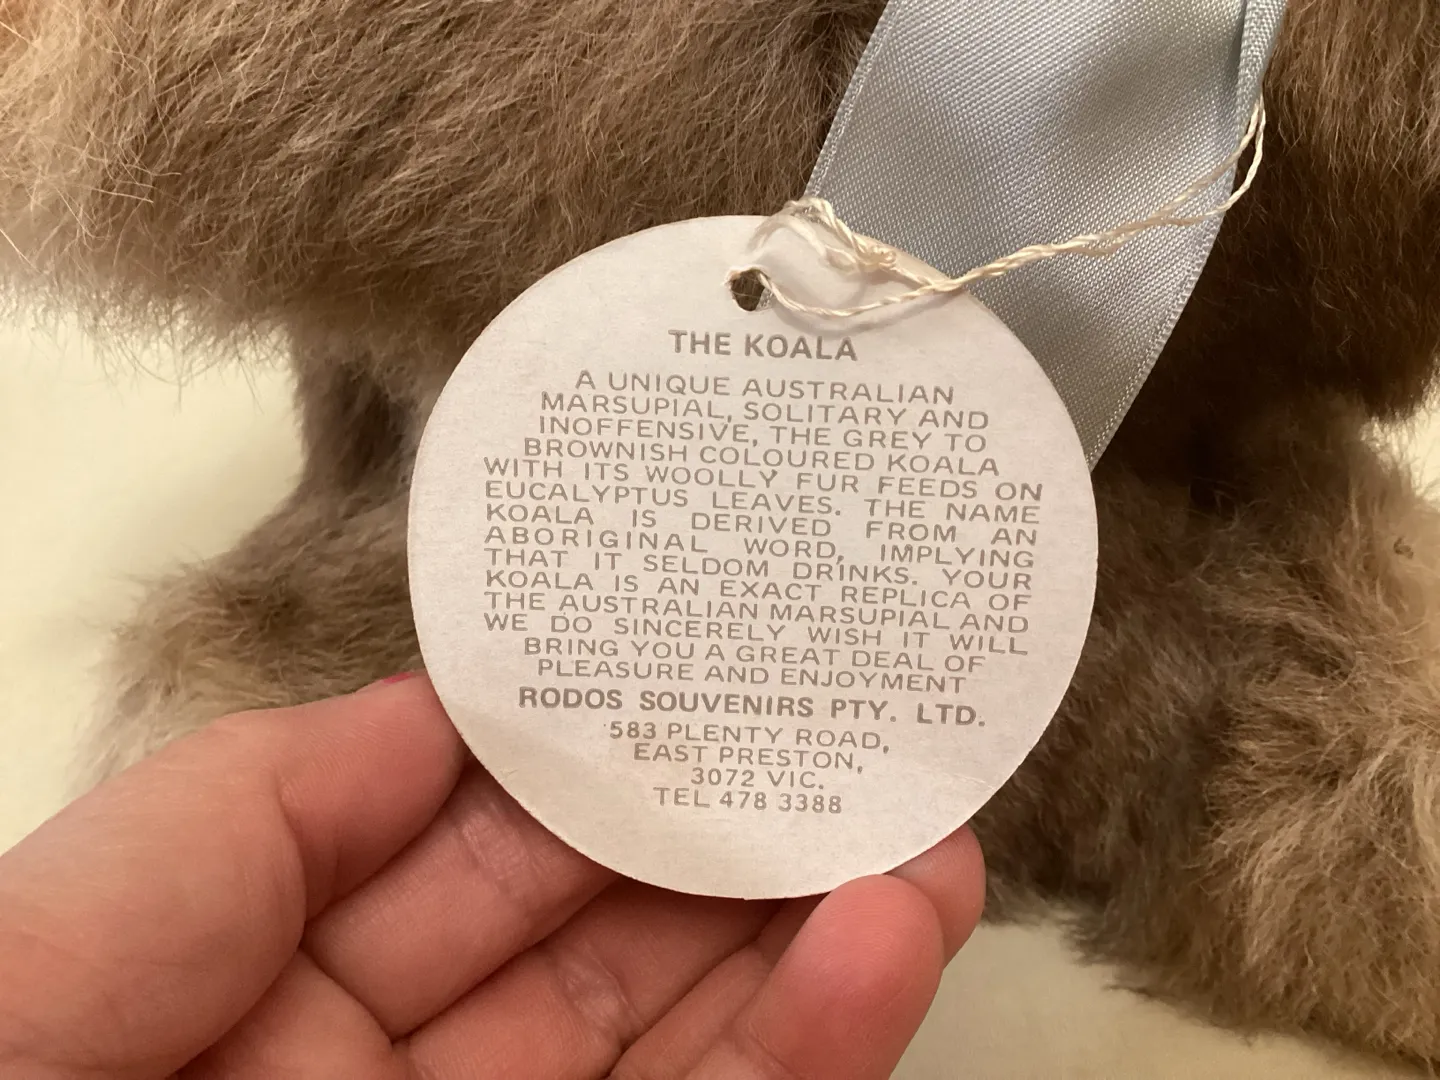 THE KOALA
A UNIQUE AUSTRALIAN
MARSUPIAL, SOLITARY AND
INOFFENSIVE, THE GREY TO
BROWNISH COLOURED KOALA
WITH ITS WOOLLY FUR FEEDS ON
EUCALYPTUS LEAVES. THE NAME
KOALA IS DERIVED FROM AN
ABORIGINAL WORD, IMPLYING
THAT IT SELDOM DRINKS. YOUR
KOALA IS AN EXACT REPLICA OF
THE AUSTRALIAN MARSUPIAL AND
WE DO SINCERELY WISH IT WILL
BRING YOU A GREAT DEAL OF
PLEASURE AND ENJOYMENT
RODOS SOUVENIRS PTY. LTD.
583 PLENTY ROAD,
EAST PRESTON,
3072 VIC.
TEL 478 3388